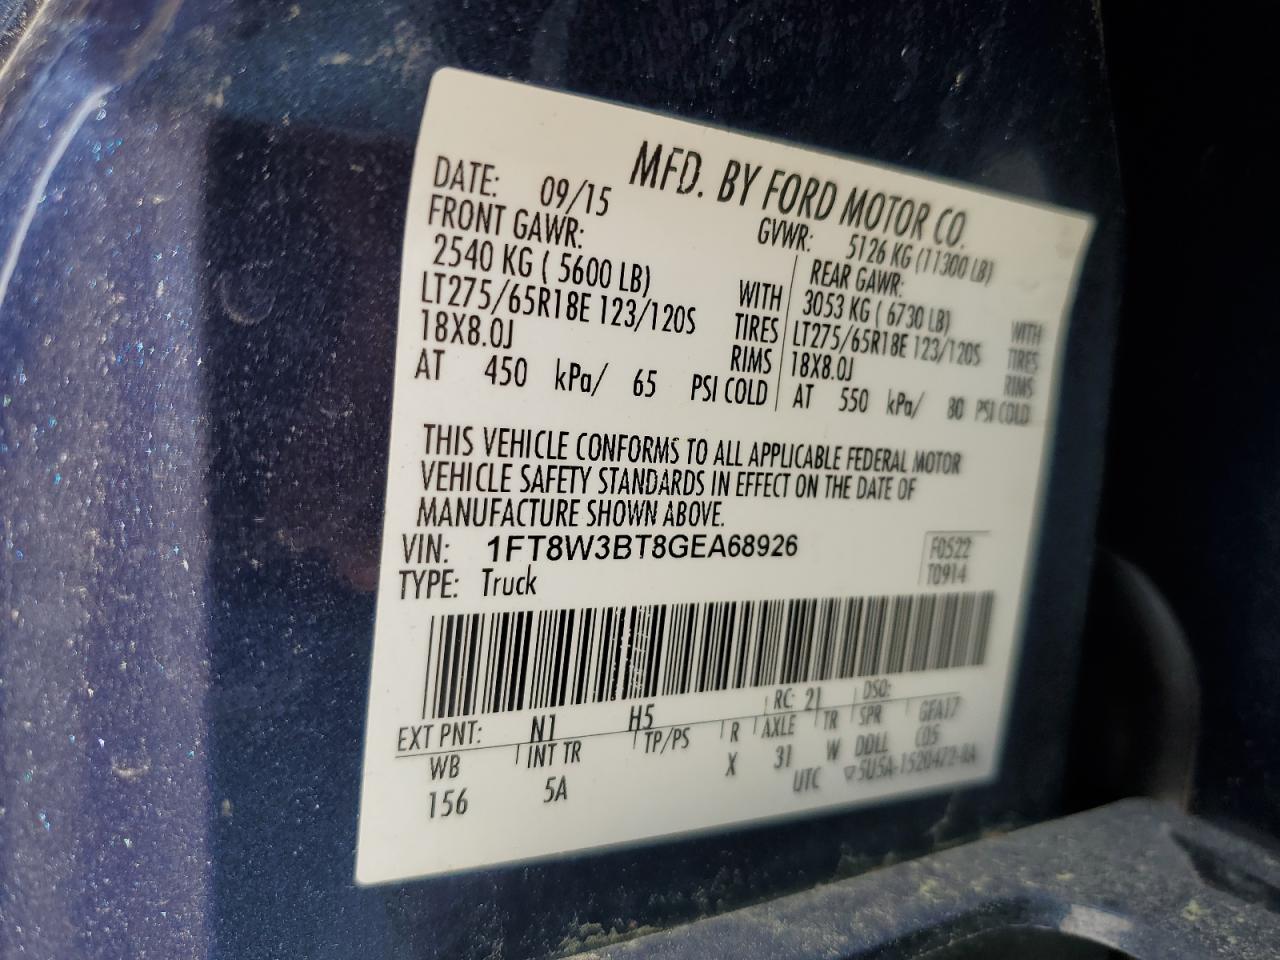 MFD. BY FORD MOTOR CO.
DATE: 09/15 GVWR: 5126 KG (11300 LB)
FRONT GAWR: REAR GAWR:
2540 KG ( 5600 LB) WITH 3053 KG ( 6730 LB) WITH
LT275/65R18E 123/120S TIRES LT275/65R18E 123/120S TIRES
18X8.0J RIMS 18X8.0J RIMS
AT 450 kPa/ 65 PSI COLD AT 550 kPa/ 80 PSI COLD
THIS VEHICLE CONFORMS TO ALL APPLICABLE FEDERAL MOTOR
VEHICLE SAFETY STANDARDS IN EFFECT ON THE DATE OF
MANUFACTURE SHOWN ABOVE.
VIN: 1FT8W3BT8GEA68926 F0522
TYPE: Truck T0914
EXT PNT: N1 H5 RC: 21 DSO:
WB INT TR TP/PS R AXLE TR SPR GFA17
156 5A X 31 W DDLL C05
UTC